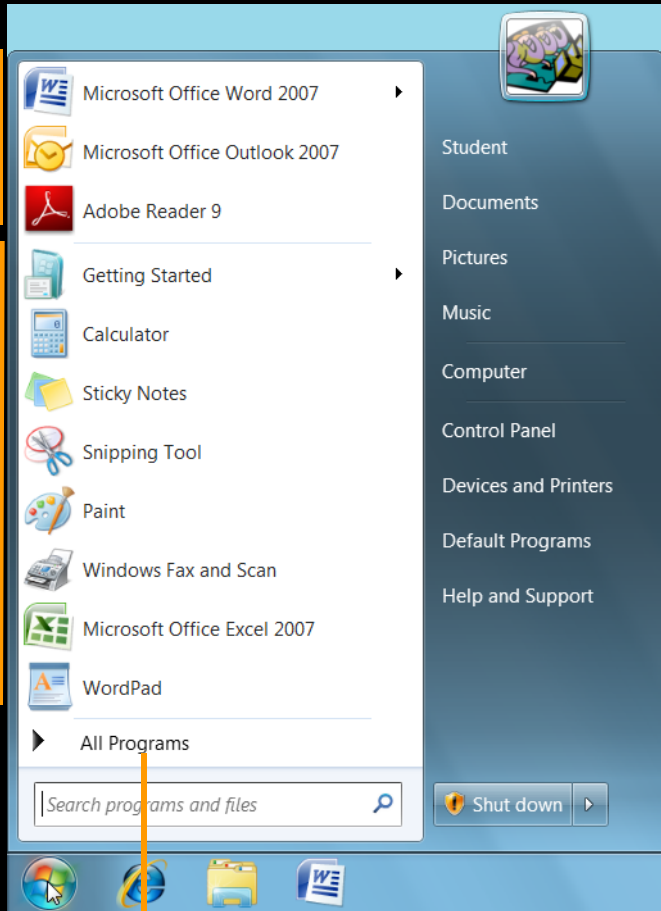 Microsoft Office Word 2007
Microsoft Office Outlook 2007
Adobe Reader 9
Getting Started
Calculator
Sticky Notes
Snipping Tool
Paint
Windows Fax and Scan
Microsoft Office Excel 2007
WordPad
All Programs
Search programs and files
Student
Documents
Pictures
Music
Computer
Control Panel
Devices and Printers
Default Programs
Help and Support
Shut down